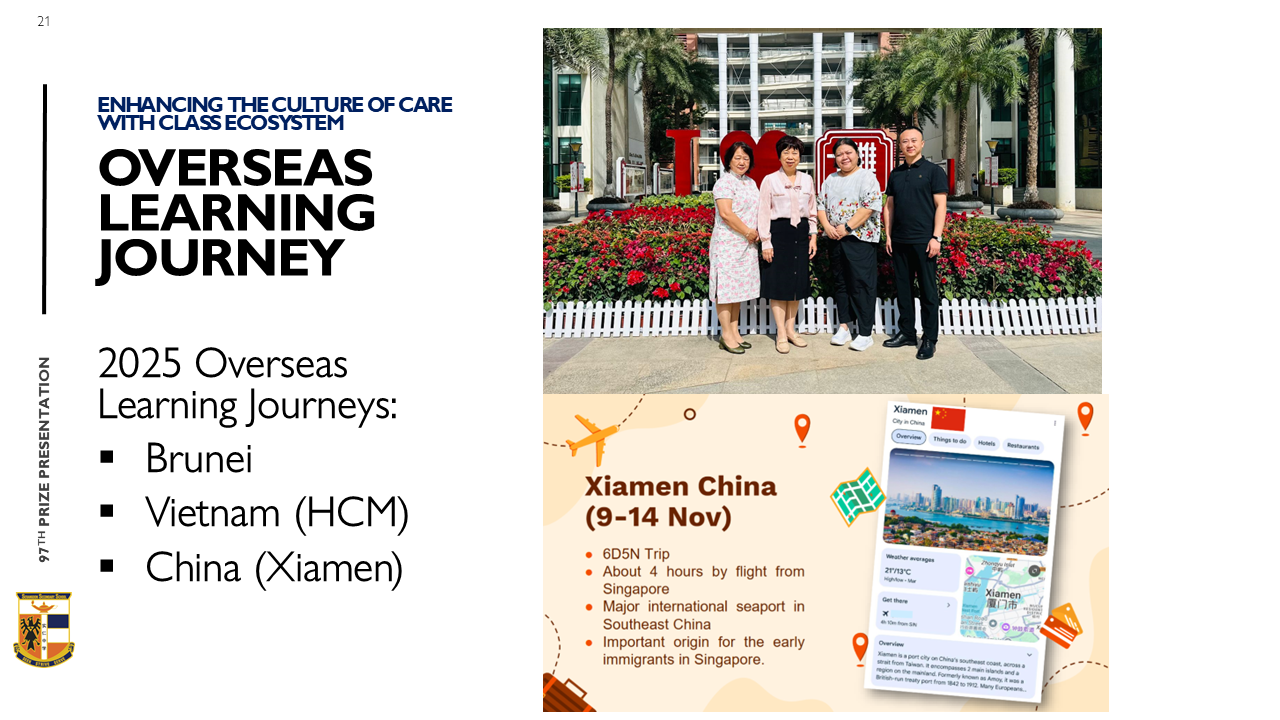 21
ENHANCING THE CULTURE OF CARE
WITH CLASS ECOSYSTEM
OVERSEAS
LEARNING
JOURNEY
2025 Overseas
Learning Journeys:
▪ Brunei
▪ Vietnam (HCM)
▪ China (Xiamen)
97TH PRIZE PRESENTATION
I
Xiamen China
(9-14 Nov)
● 6D5N Trip
● About 4 hours by flight from
Singapore
● Major international seaport in
Southeast China
● Important origin for the early
immigrants in Singapore.
Xiamen
City in China
Overview
Things to do
Hotels
Restaurants
Weather averages
21°/13°C
High/low • Mar
Get there
4h 10m from SIN
Xiamen
厦门市
Overview
Xiamen is a port city on China's southeast coast, across a
strait from Taiwan. It encompasses 2 main islands and a
region on the mainland. Formerly known as Amoy, it was a
British-run treaty port from 1842 to 1912. Many Europeans...